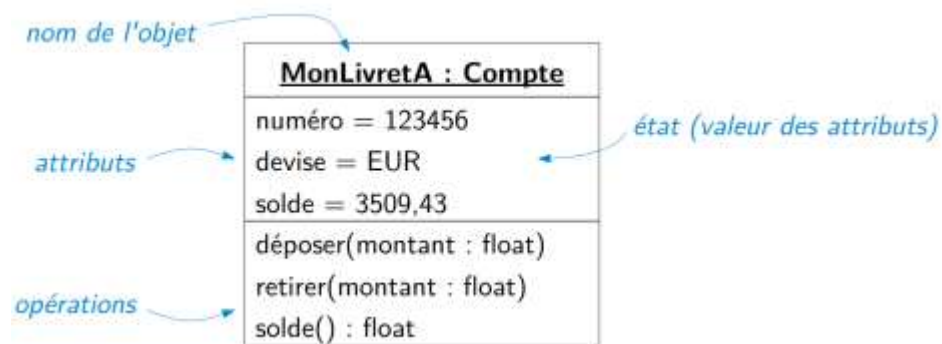 nom de l'objet
MonLivretA : Compte
numéro = 123456
état (valeur des attributs)
attributs
devise = EUR
solde = 3509,43
déposer(montant : float)
retirer(montant : float)
opérations
solde() : float